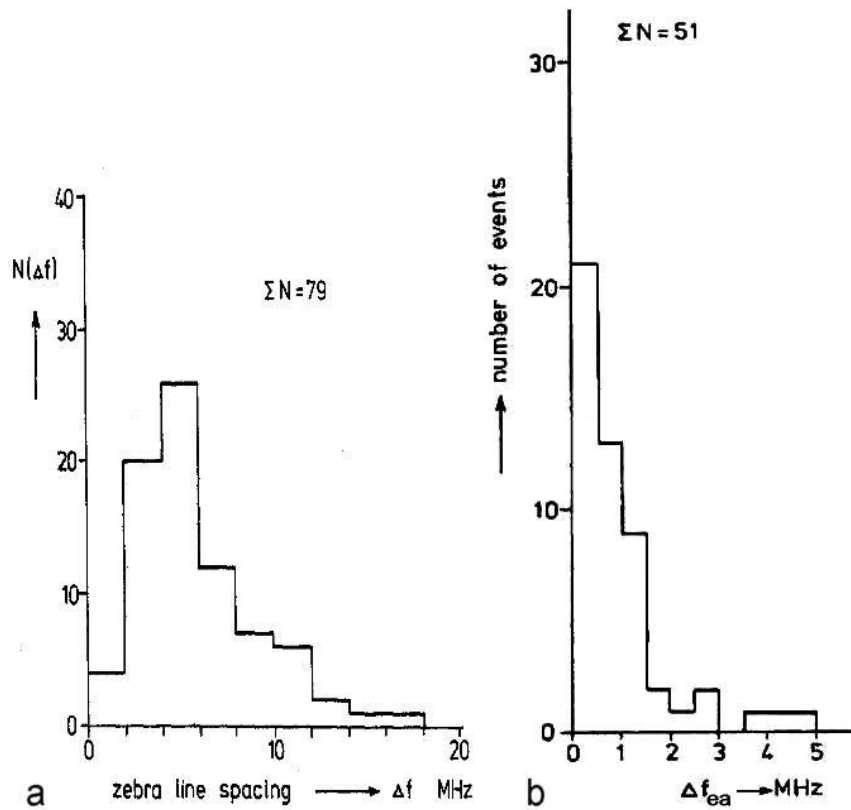 40
N(Δf)
ΣN=79
30
20
10
0
0 10 20
zebra line spacing ⟶ Δf MHz
a
ΣN=51
30
⟶ number of events
20
10
0
0 1 2 3 4 5
Δf_ea ⟶ MHz
b